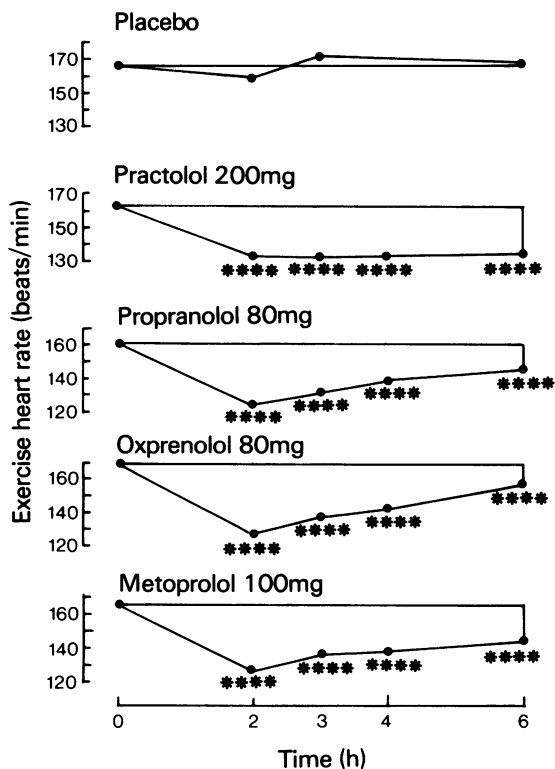 Placebo
170
150
130
Practolol 200mg
170
150
130
✱✱✱✱ ✱✱✱✱ ✱✱✱✱ ✱✱✱✱
Propranolol 80mg
160
140
120
✱✱✱✱ ✱✱✱✱ ✱✱✱✱ ✱✱✱✱
Oxprenolol 80mg
160
140
120
✱✱✱✱ ✱✱✱✱ ✱✱✱✱ ✱✱✱✱
Metoprolol 100mg
160
140
120
✱✱✱✱ ✱✱✱✱ ✱✱✱✱ ✱✱✱✱
Exercise heart rate (beats/min)
0 2 3 4 6
Time (h)